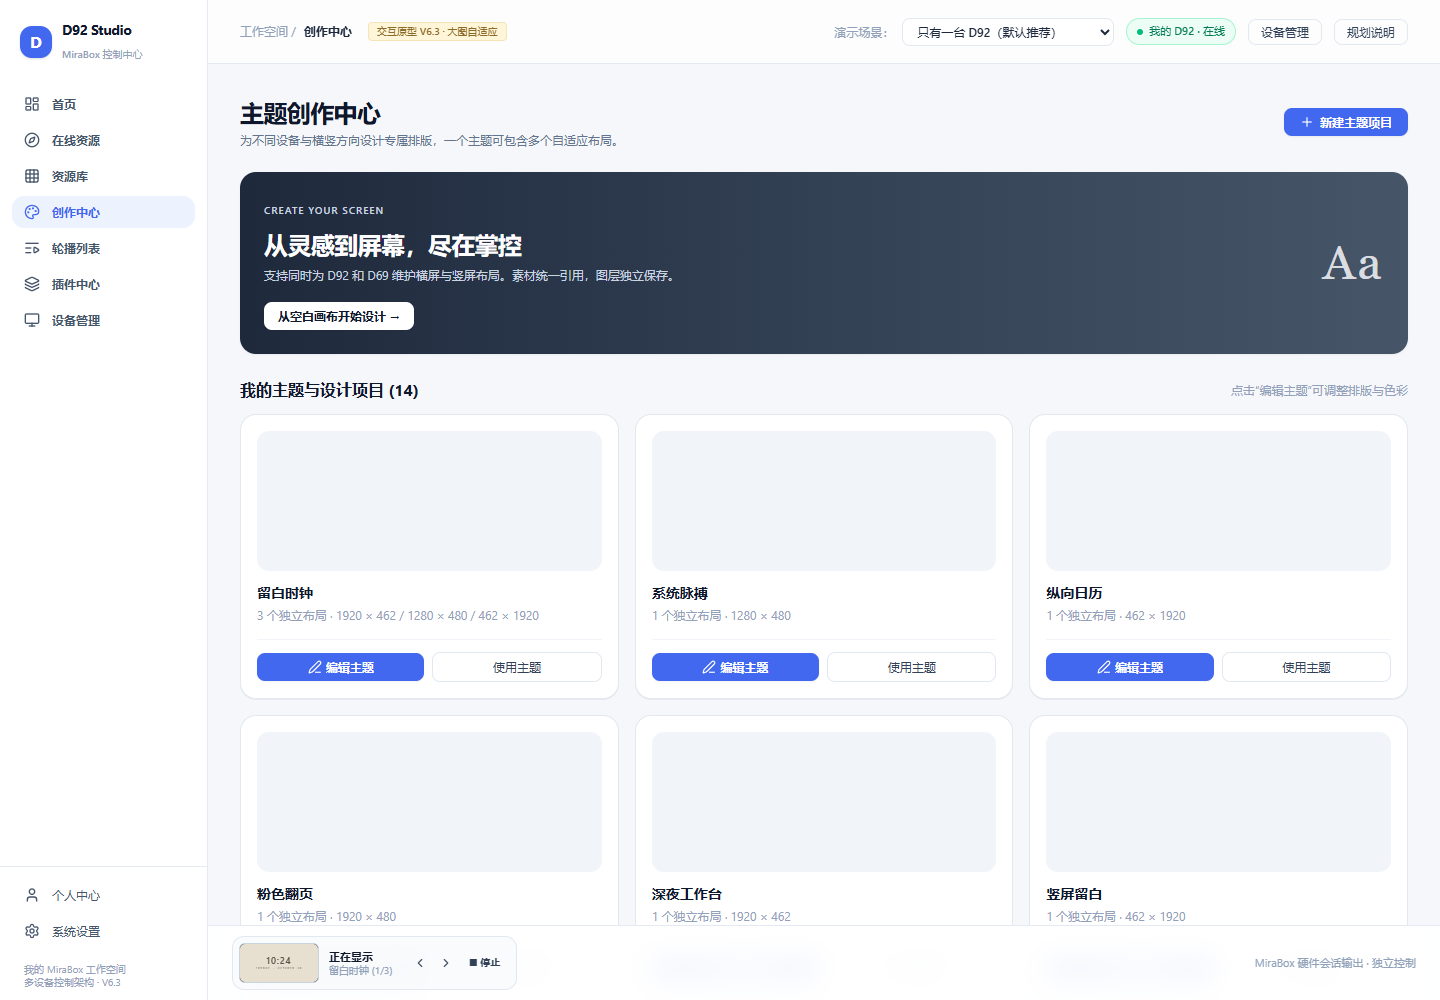 D92 Studio
MiraBox 控制中心
首页
在线资源
资源库
创作中心
轮播列表
插件中心
设备管理
个人中心
系统设置
我的 MiraBox 工作空间
多设备控制架构 · V6.3
工作空间 / 创作中心
交互原型 V6.3 · 大图自适应
演示场景：
只有一台 D92（默认推荐）
我的 D92 · 在线
设备管理
规划说明
主题创作中心
为不同设备与横竖方向设计专属排版，一个主题可包含多个自适应布局。
＋ 新建主题项目
CREATE YOUR SCREEN
从灵感到屏幕，尽在掌控
支持同时为 D92 和 D69 维护横屏与竖屏布局。素材统一引用，图层独立保存。
从空白画布开始设计 →
Aa
我的主题与设计项目 (14)
点击“编辑主题”可调整排版与色彩
留白时钟
3 个独立布局 · 1920 × 462 / 1280 × 480 / 462 × 1920
编辑主题
使用主题
系统脉搏
1 个独立布局 · 1280 × 480
编辑主题
使用主题
纵向日历
1 个独立布局 · 462 × 1920
编辑主题
使用主题
粉色翻页
1 个独立布局 · 1920 × 480
深夜工作台
1 个独立布局 · 1920 × 462
竖屏留白
1 个独立布局 · 462 × 1920
10:24
正在显示
留白时钟 (1/3)
■ 停止
MiraBox 硬件会话输出 · 独立控制